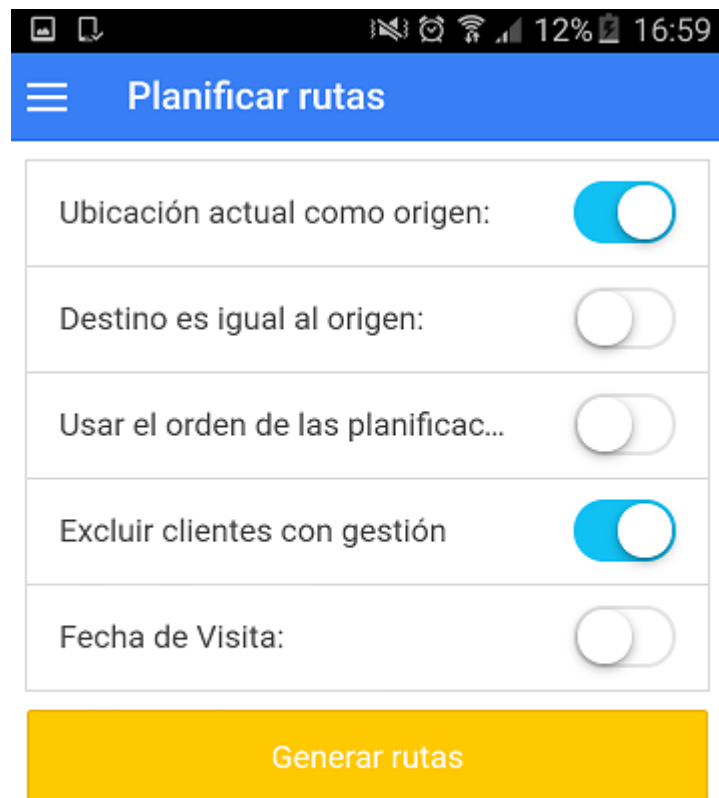 12% 16:59
Planificar rutas
Ubicación actual como origen:
Destino es igual al origen:
Usar el orden de las planificac...
Excluir clientes con gestión
Fecha de Visita:
Generar rutas